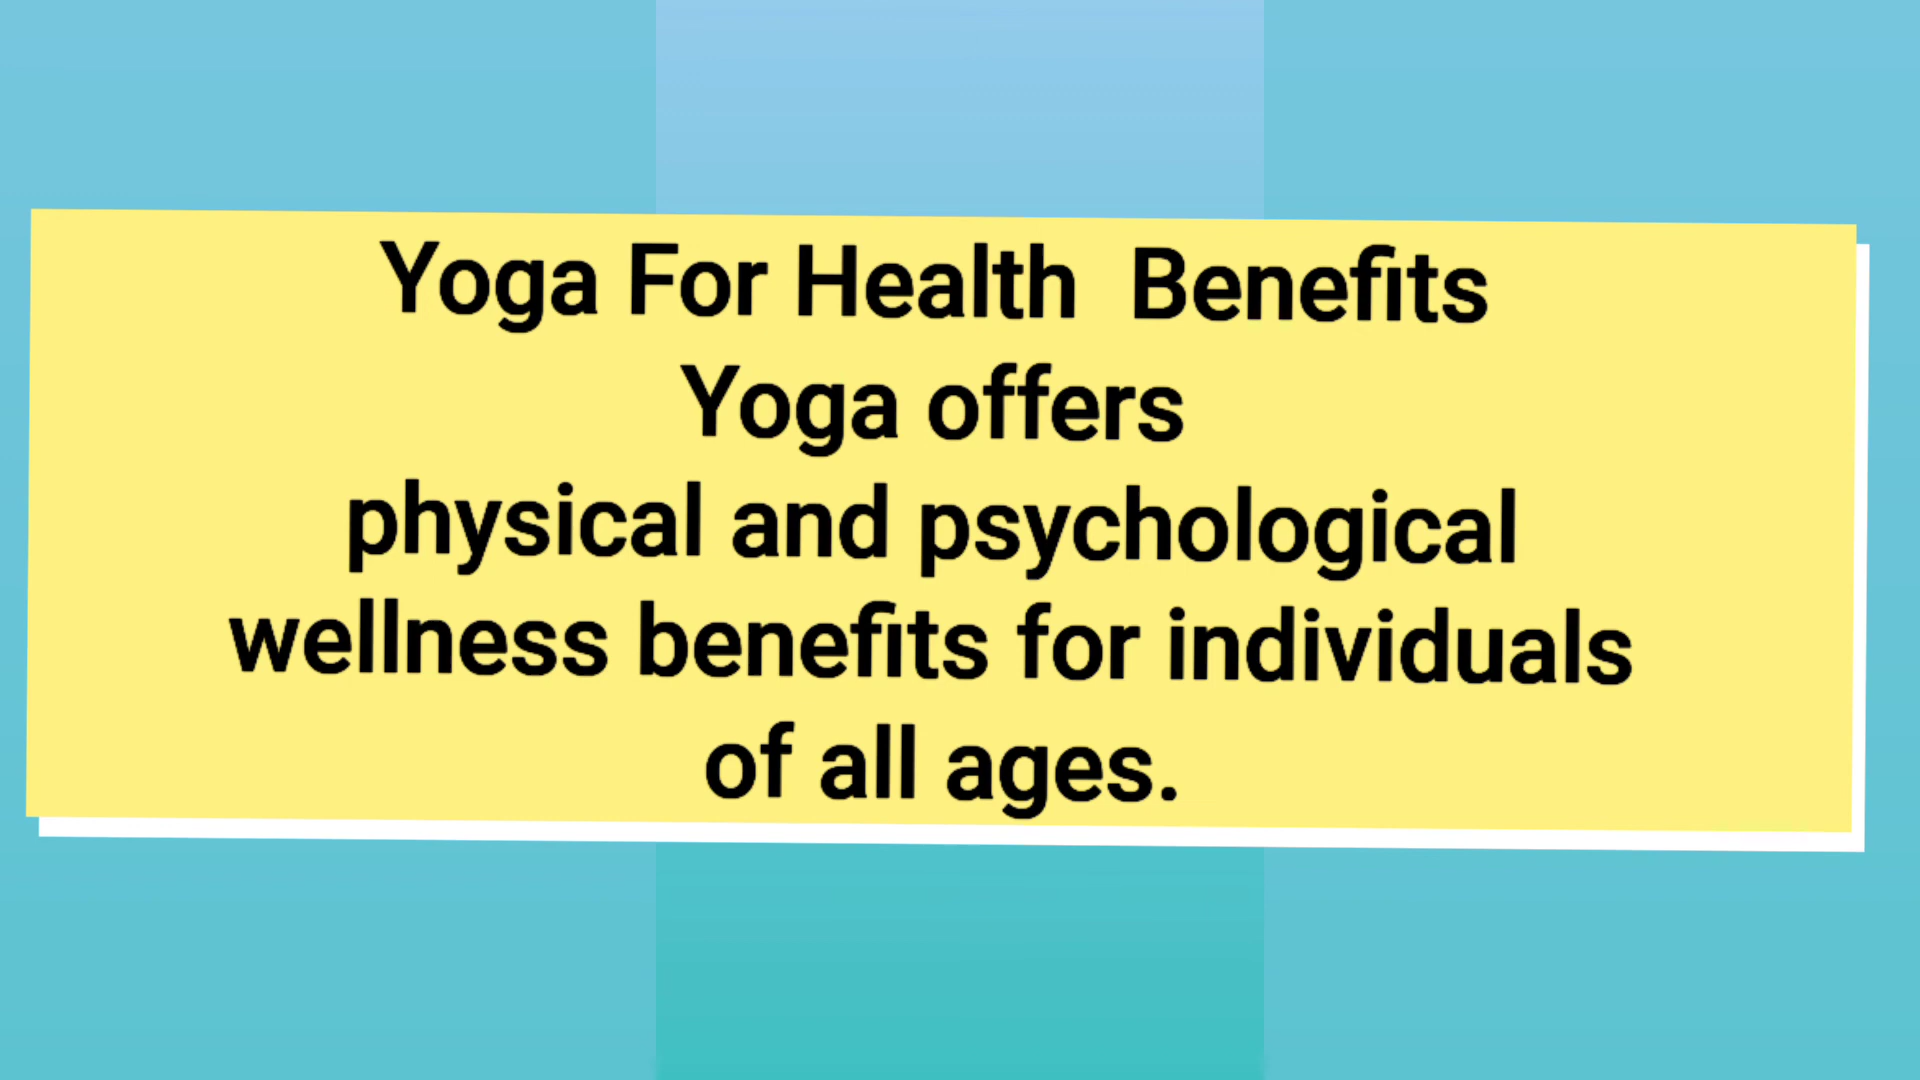 Yoga For Health  Benefits
Yoga offers
physical and psychological
wellness benefits for individuals
of all ages.